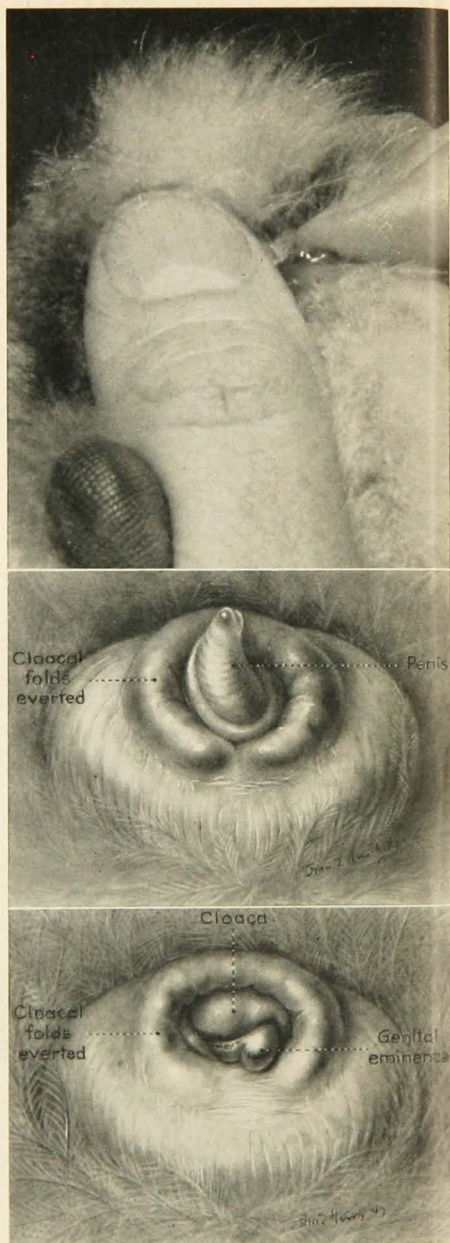 Cloacal
folds
everted
Penis
Cloaca
Cloacal
folds
everted
Genital
eminence